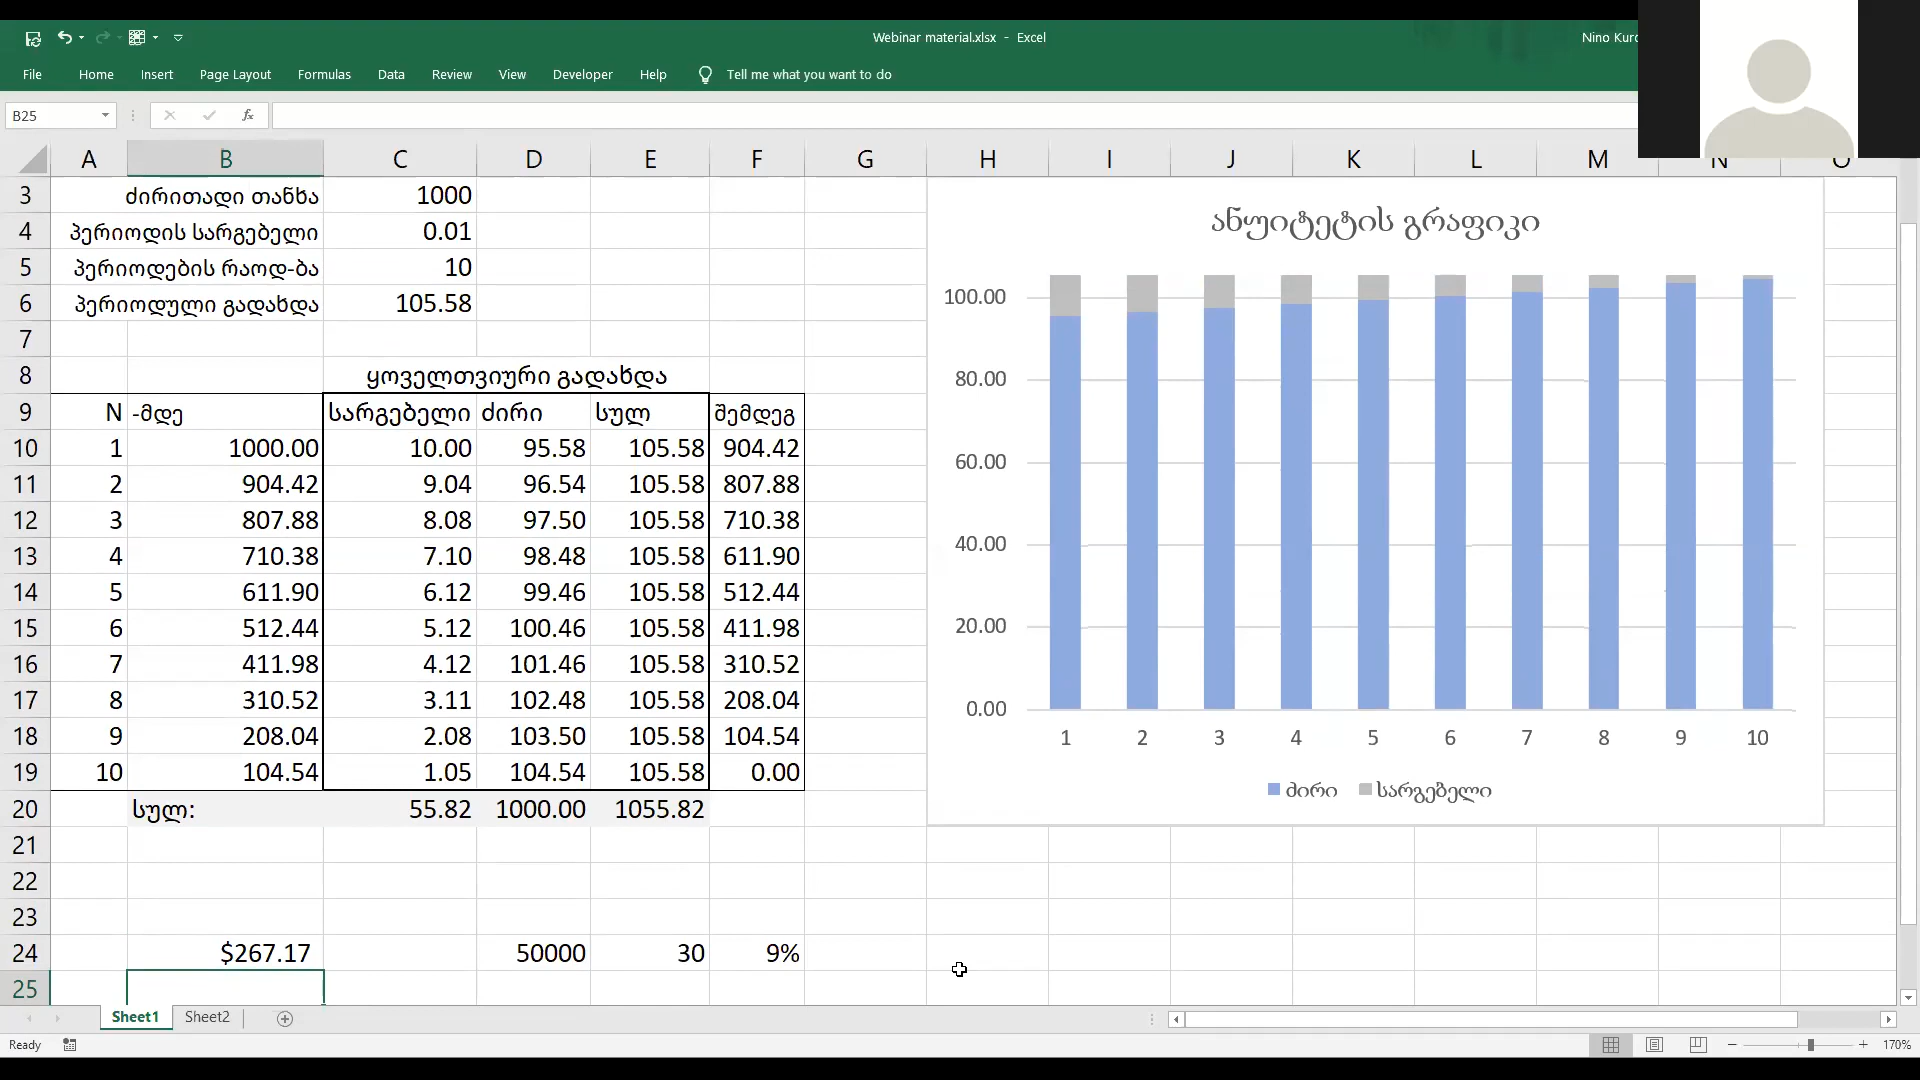 Webinar material.xlsx - Excel
Nino Kurd
File Home Insert Page Layout Formulas Data Review View Developer Help Tell me what you want to do
B25 fx
A B C D E F G H I J K L M N O
3 ძირითადი თანხა 1000
4 პერიოდის სარგებელი 0.01
5 პერიოდების რაოდ-ბა 10
6 პერიოდული გადახდა 105.58
7
8 ყოველთვიური გადახდა
9 N -მდე სარგებელი ძირი სულ შემდეგ
10 1 1000.00 10.00 95.58 105.58 904.42
11 2 904.42 9.04 96.54 105.58 807.88
12 3 807.88 8.08 97.50 105.58 710.38
13 4 710.38 7.10 98.48 105.58 611.90
14 5 611.90 6.12 99.46 105.58 512.44
15 6 512.44 5.12 100.46 105.58 411.98
16 7 411.98 4.12 101.46 105.58 310.52
17 8 310.52 3.11 102.48 105.58 208.04
18 9 208.04 2.08 103.50 105.58 104.54
19 10 104.54 1.05 104.54 105.58 0.00
20 სულ: 55.82 1000.00 1055.82
21
22
23
24 $267.17 50000 30 9%
25
ანუიტეტის გრაფიკი
100.00
80.00
60.00
40.00
20.00
0.00
1 2 3 4 5 6 7 8 9 10
ძირი სარგებელი
Sheet1 Sheet2
Ready 170%